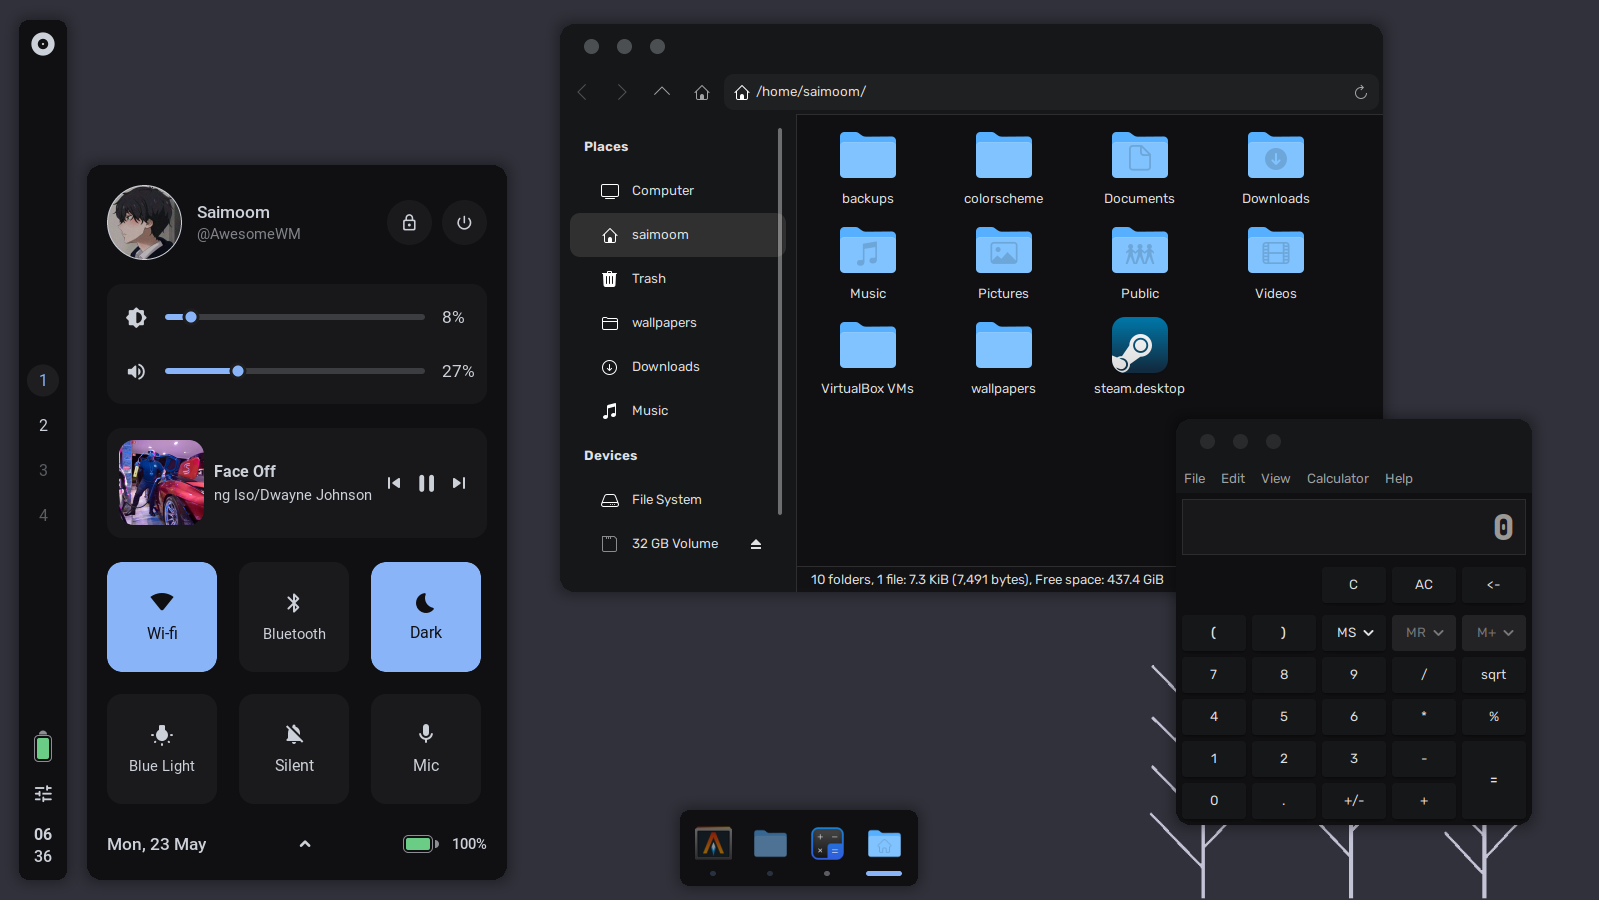 1
2
3
4
06
36
Saimoom
@AwesomeWM
8%
27%
Face Off
ng Iso/Dwayne Johnson
Wi-fi
Bluetooth
Dark
Blue Light
Silent
Mic
Mon, 23 May
100%
/home/saimoom/
Places
Computer
saimoom
Trash
wallpapers
Downloads
Music
Devices
File System
32 GB Volume
backups
colorscheme
Documents
Downloads
Music
Pictures
Public
Videos
VirtualBox VMs
wallpapers
steam.desktop
10 folders, 1 file: 7.3 KiB (7,491 bytes), Free space: 437.4 GiB
File Edit View Calculator Help
0
C AC <-
( ) MS MR M+
7 8 9 / sqrt
4 5 6 * %
1 2 3 -
=
0 . +/- +